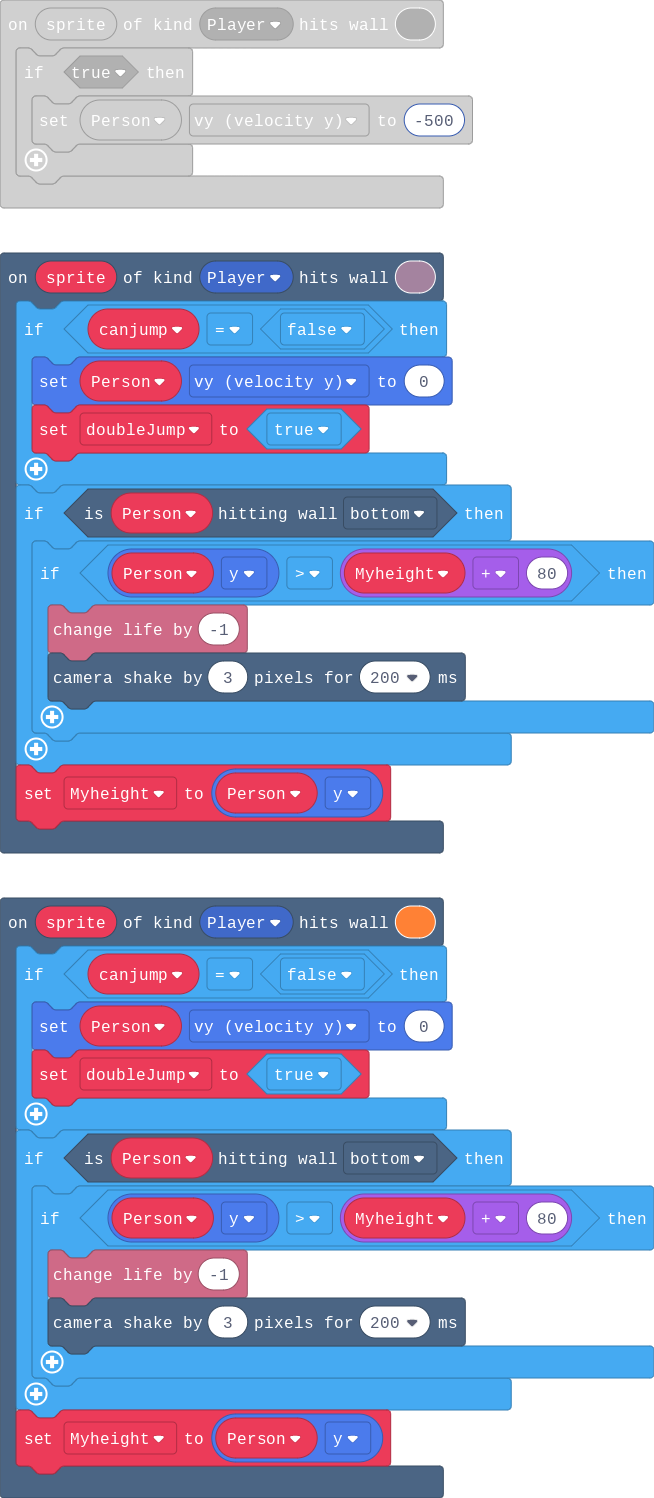 on sprite of kind Player hits wall
if true then
set Person vy (velocity y) to -500
on sprite of kind Player hits wall
if canjump = false then
set Person vy (velocity y) to 0
set doubleJump to true
if is Person hitting wall bottom then
if Person y > Myheight + 80 then
change life by -1
camera shake by 3 pixels for 200 ms
set Myheight to Person y
on sprite of kind Player hits wall
if canjump = false then
set Person vy (velocity y) to 0
set doubleJump to true
if is Person hitting wall bottom then
if Person y > Myheight + 80 then
change life by -1
camera shake by 3 pixels for 200 ms
set Myheight to Person y